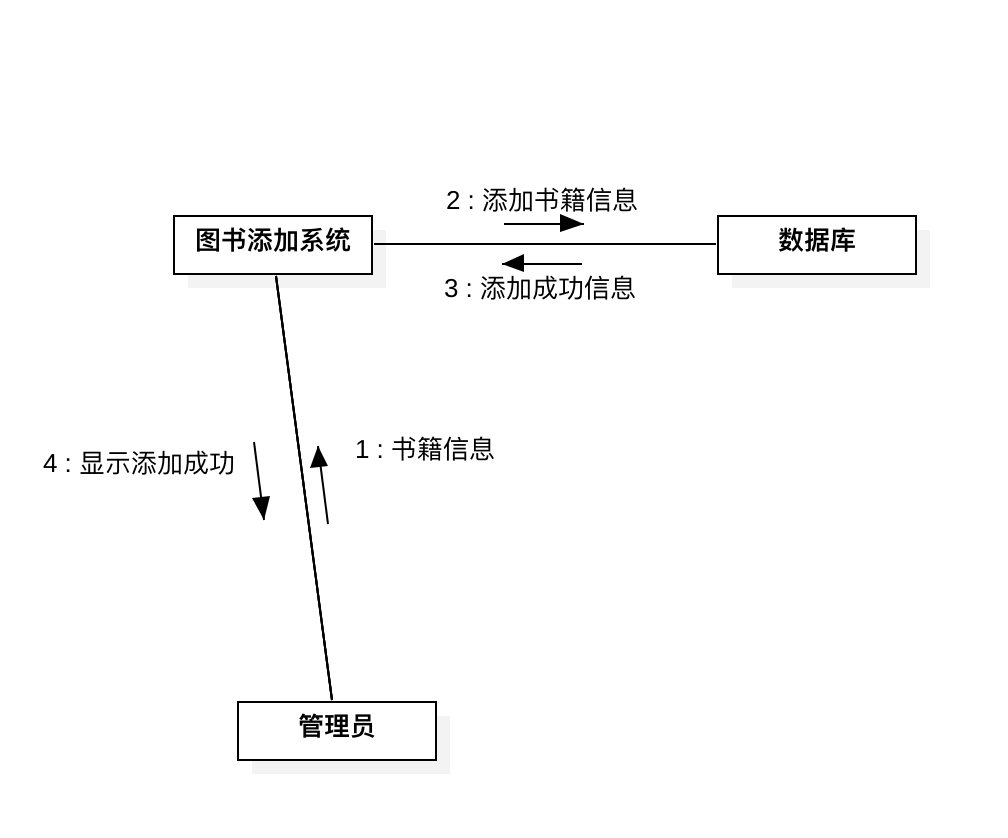 2 : 添加书籍信息
图书添加系统
数据库
3 : 添加成功信息
1 : 书籍信息
4 : 显示添加成功
管理员